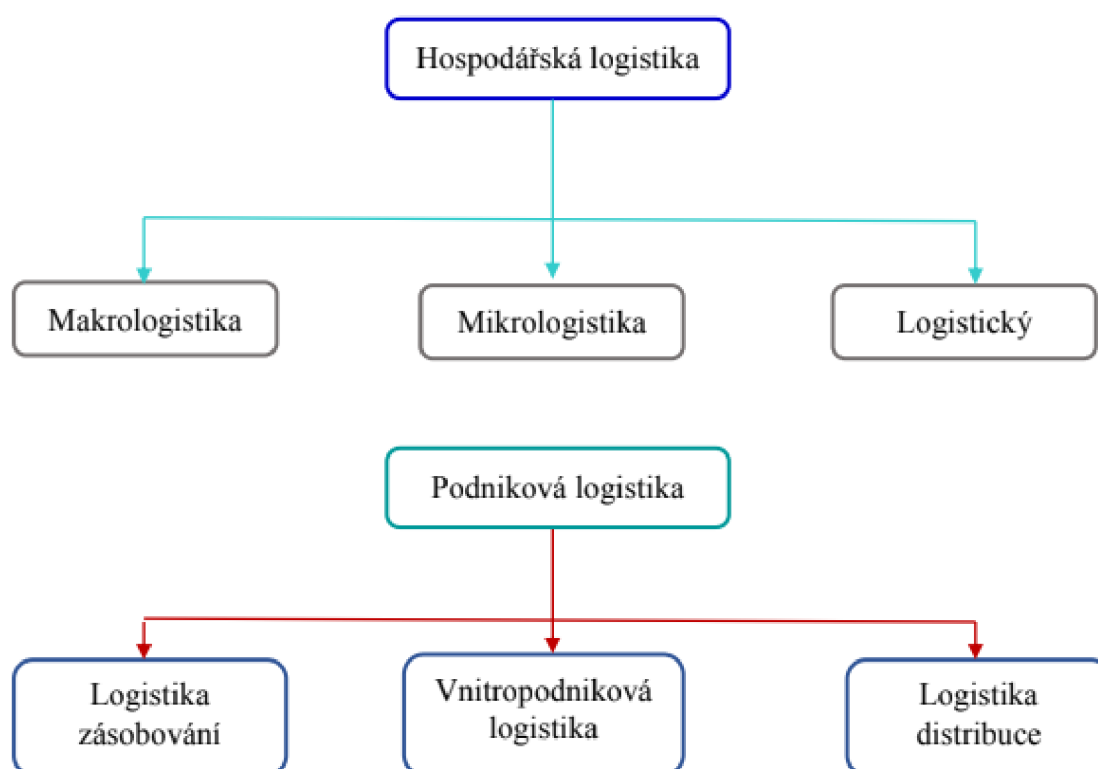 Hospodářská logistika
Makrologistika
Mikrologistika
Logistický
Podniková logistika
Logistika
zásobování
Vnitropodniková
logistika
Logistika
distribuce